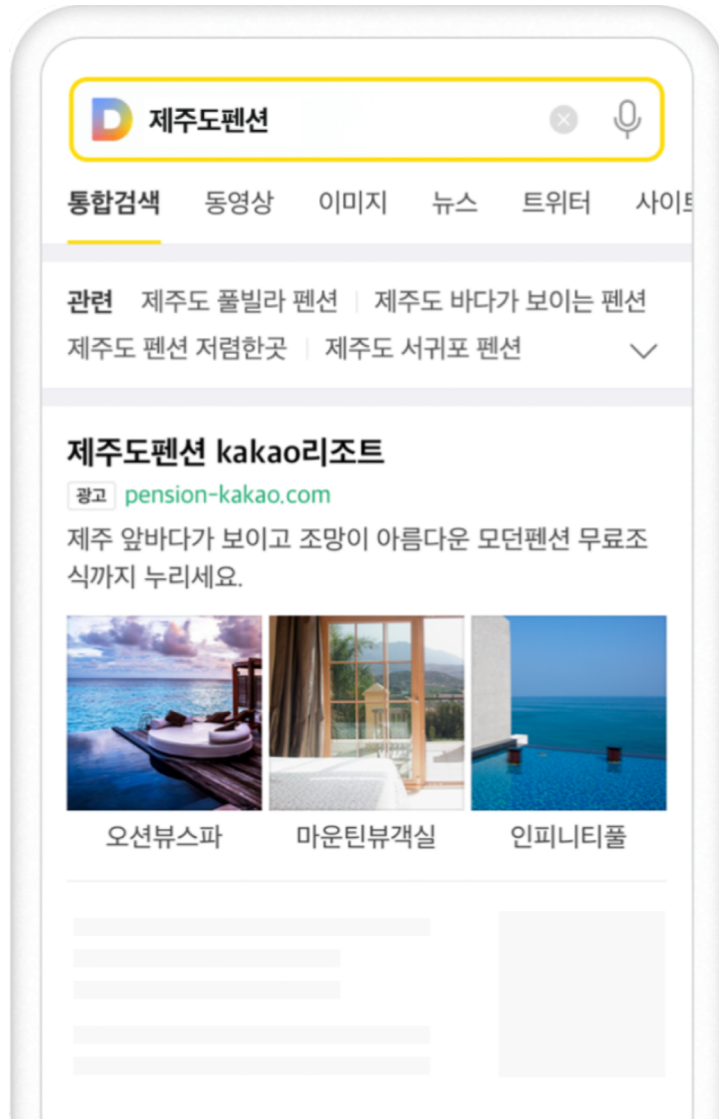 제주도펜션
통합검색 동영상 이미지 뉴스 트위터 사이트
관련 제주도 풀빌라 펜션 제주도 바다가 보이는 펜션
제주도 펜션 저렴한곳 제주도 서귀포 펜션
제주도펜션 kakao리조트
광고 pension-kakao.com
제주 앞바다가 보이고 조망이 아름다운 모던펜션 무료조
식까지 누리세요.
오션뷰스파 마운틴뷰객실 인피니티풀